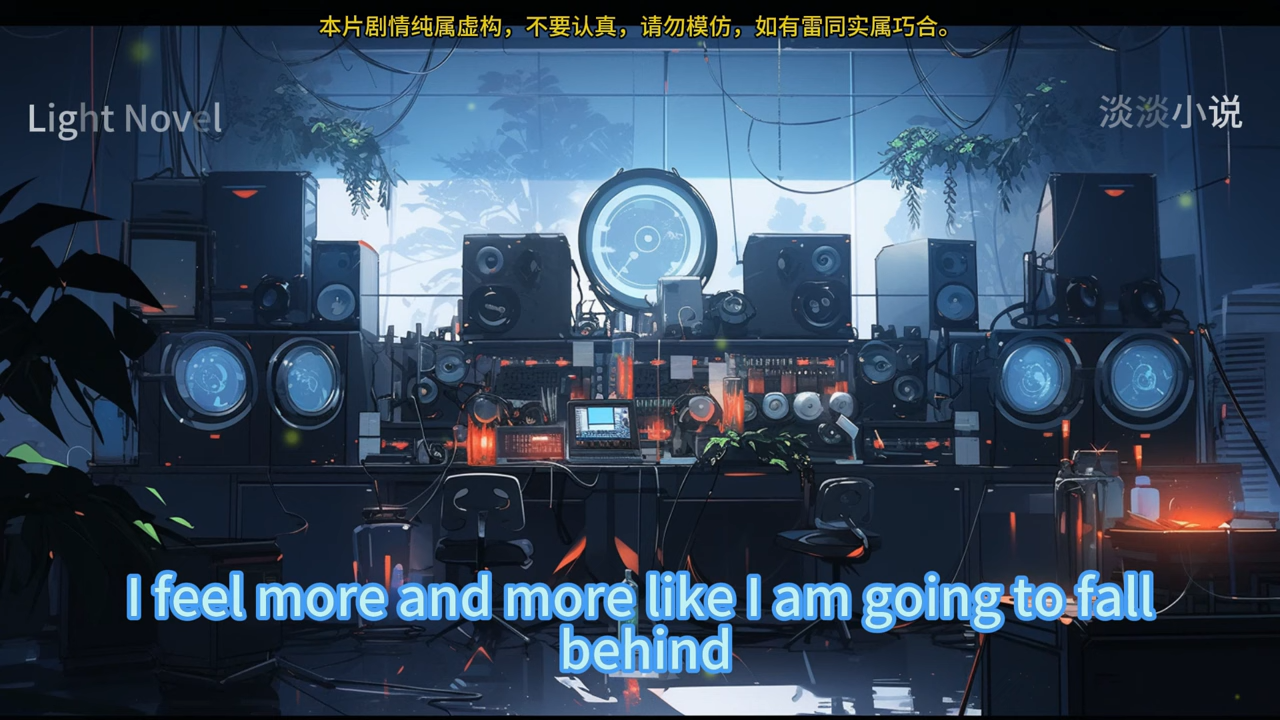 本片剧情纯属虚构，不要认真，请勿模仿，如有雷同实属巧合。
Light Novel
淡淡小说
I feel more and more like I am going to fall
behind